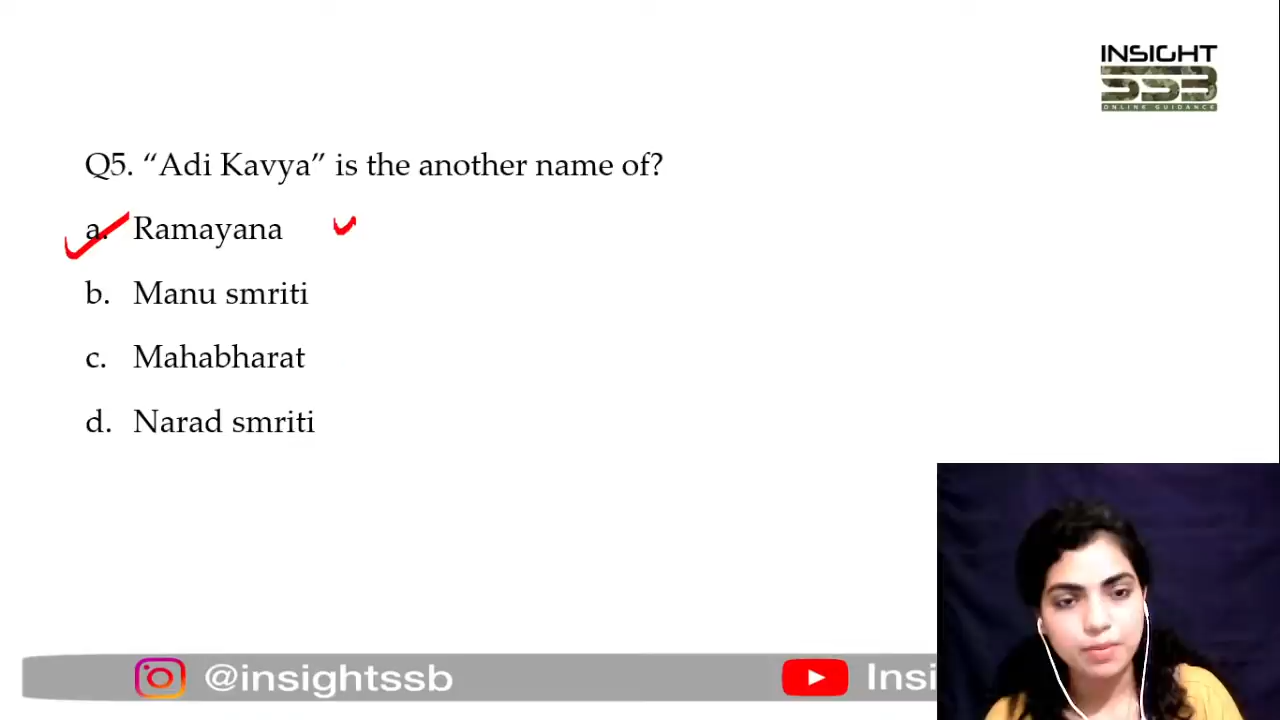 INSIGHT
SSB
ONLINE GUIDANCE
Q5. “Adi Kavya” is the another name of?
a. Ramayana
b. Manu smriti
c. Mahabharat
d. Narad smriti
@insightssb
Insi